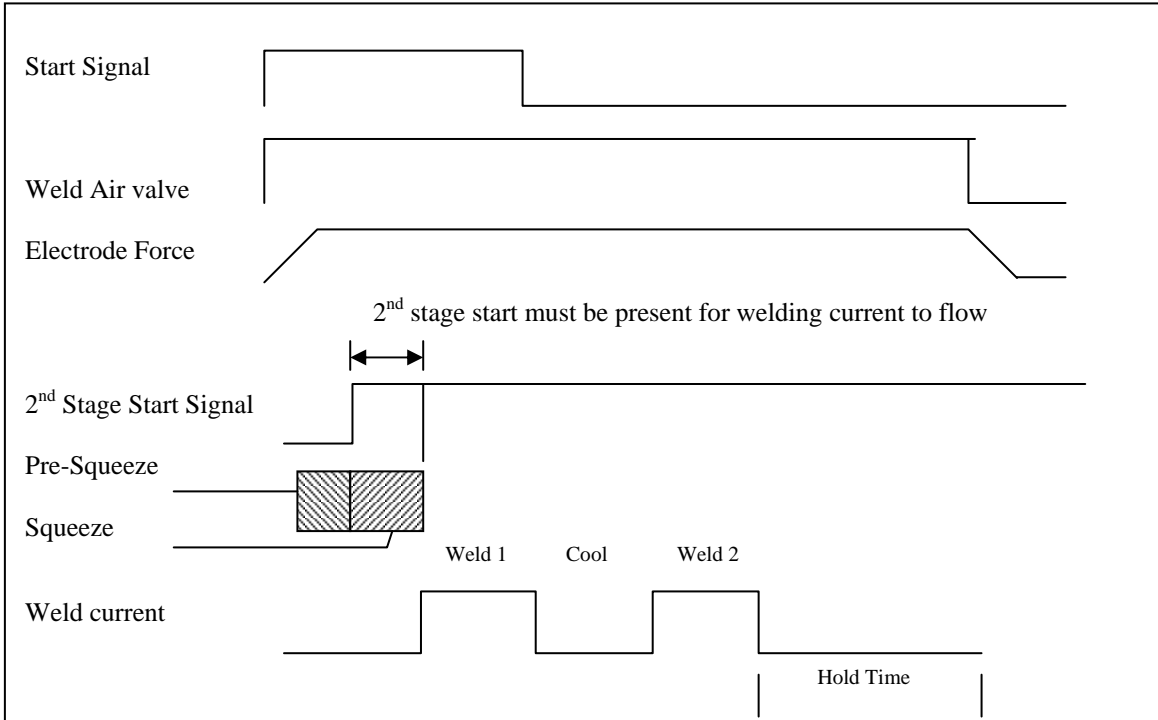 Start Signal
Weld Air valve
Electrode Force
2nd stage start must be present for welding current to flow
2nd Stage Start Signal
Pre-Squeeze
Squeeze
Weld 1 Cool Weld 2
Weld current
Hold Time